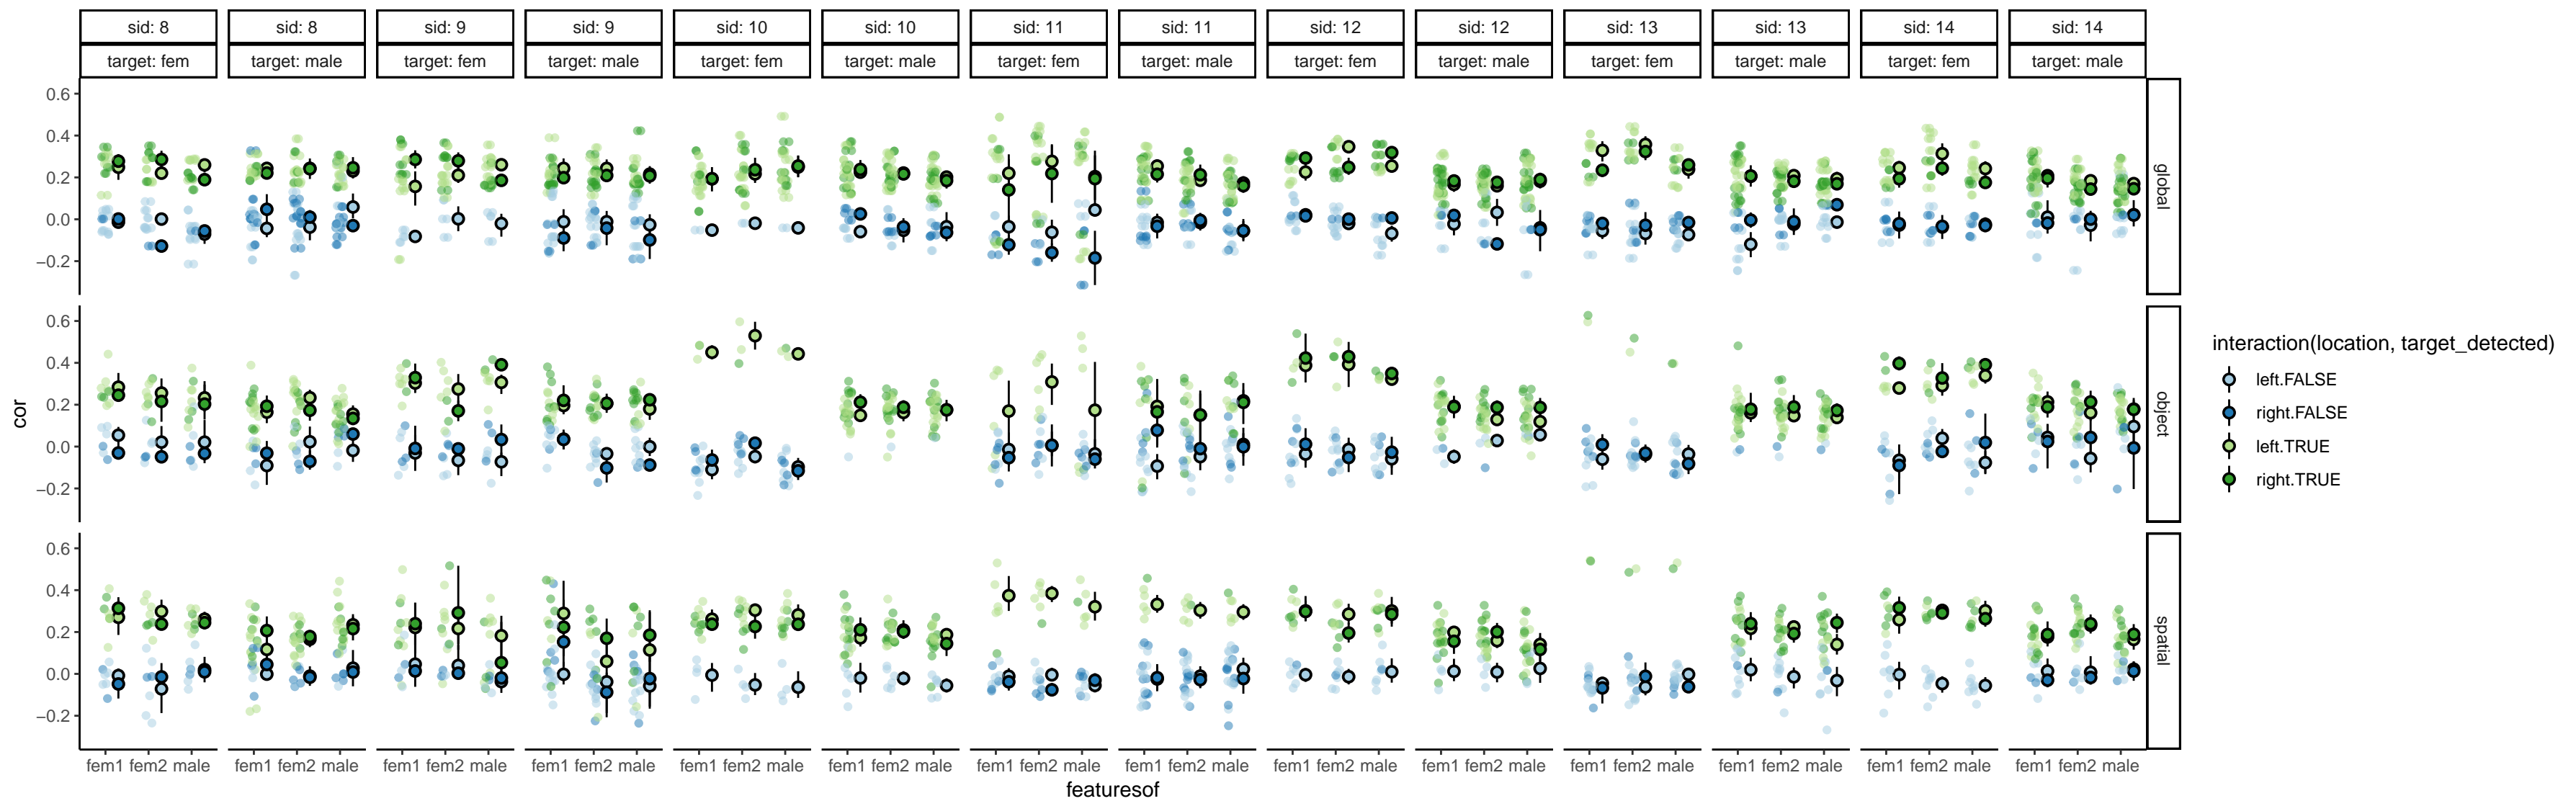 sid: 8 sid: 8 sid: 9 sid: 9 sid: 10 sid: 10 sid: 11 sid: 11 sid: 12 sid: 12 sid: 13 sid: 13 sid: 14 sid: 14
target: fem target: male target: fem target: male target: fem target: male target: fem target: male target: fem target: male target: fem target: male target: fem target: male
0.6
0.4
0.2
0.0
−0.2
global
0.6
0.4
0.2
0.0
−0.2
object
0.6
0.4
0.2
0.0
−0.2
spatial
cor
fem1 fem2 male fem1 fem2 male fem1 fem2 male fem1 fem2 male fem1 fem2 male fem1 fem2 male fem1 fem2 male fem1 fem2 male fem1 fem2 male fem1 fem2 male fem1 fem2 male fem1 fem2 male fem1 fem2 male fem1 fem2 male
featuresof
interaction(location, target_detected)
left.FALSE
right.FALSE
left.TRUE
right.TRUE